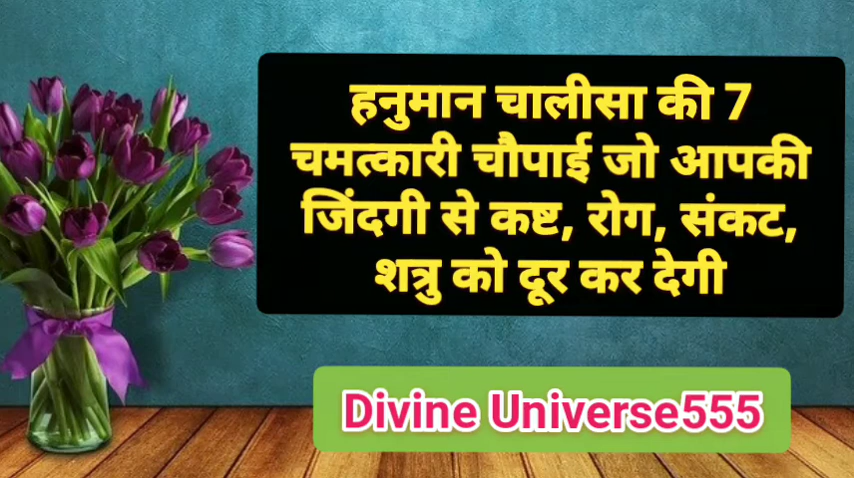 हनुमान चालीसा की 7
चमत्कारी चौपाई जो आपकी
जिंदगी से कष्ट, रोग, संकट,
शत्रु को दूर कर देगी
Divine Universe555